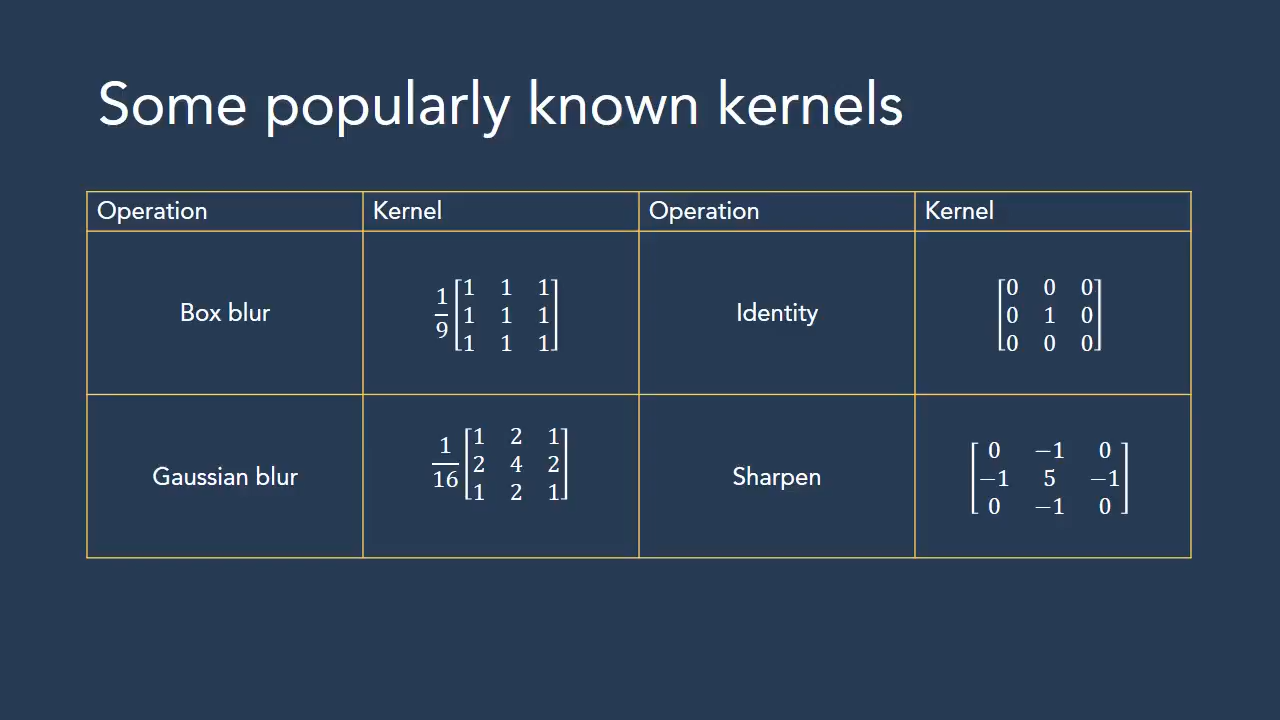 Some popularly known kernels
Operation Kernel Operation Kernel
Box blur
1
9
1 1 1
1 1 1
1 1 1
Identity
0 0 0
0 1 0
0 0 0
Gaussian blur
1
16
1 2 1
2 4 2
1 2 1
Sharpen
0 −1 0
−1 5 −1
0 −1 0